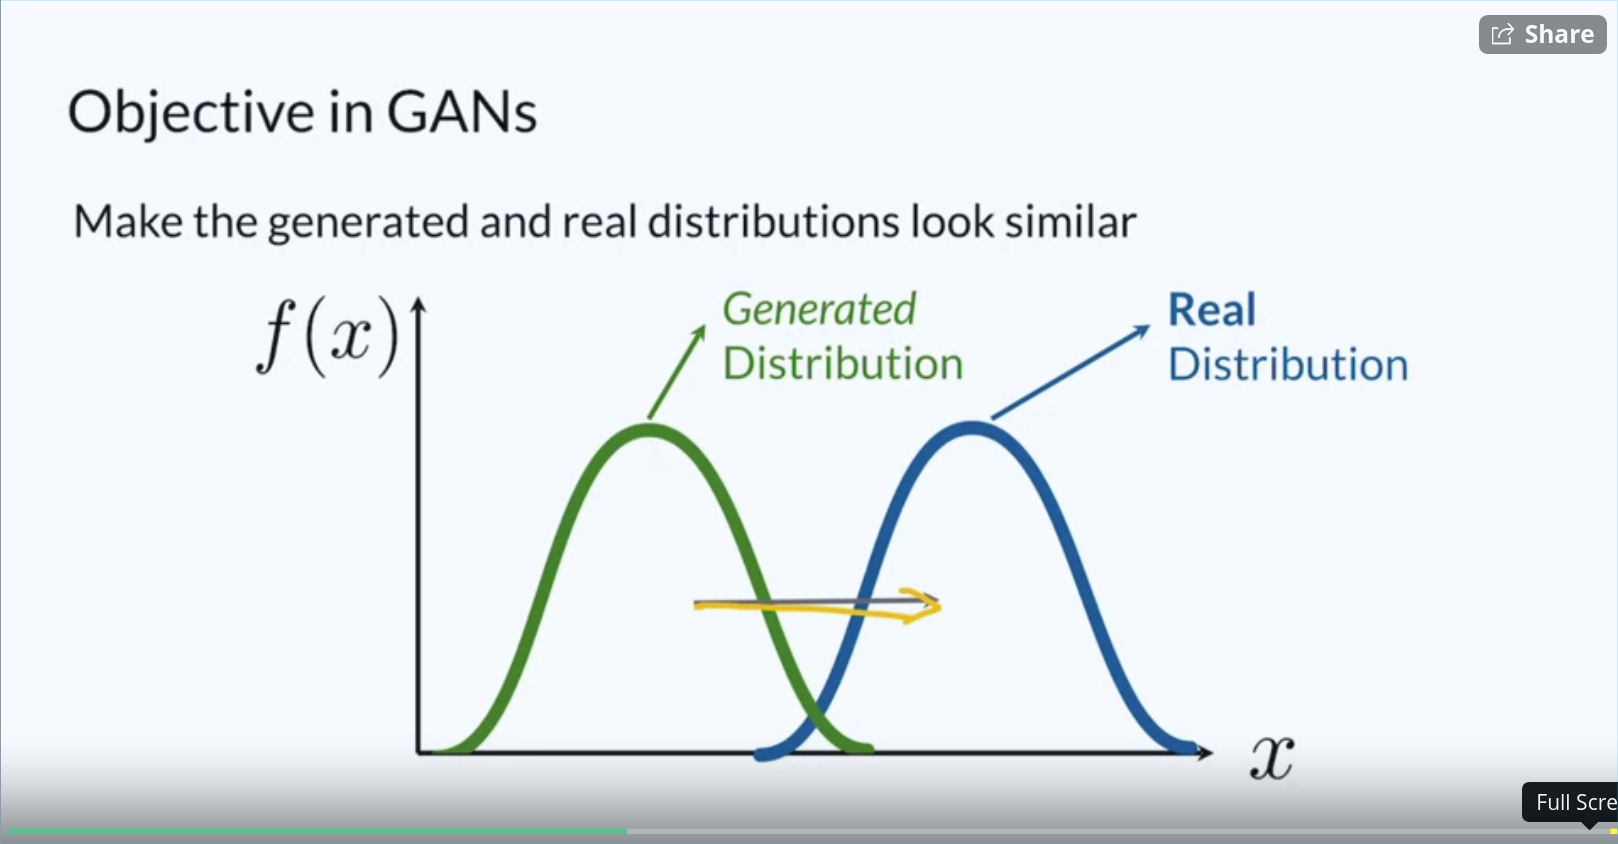 Share
Objective in GANs
Make the generated and real distributions look similar
f(x)
Generated
Distribution
Real
Distribution
x
Full Scre